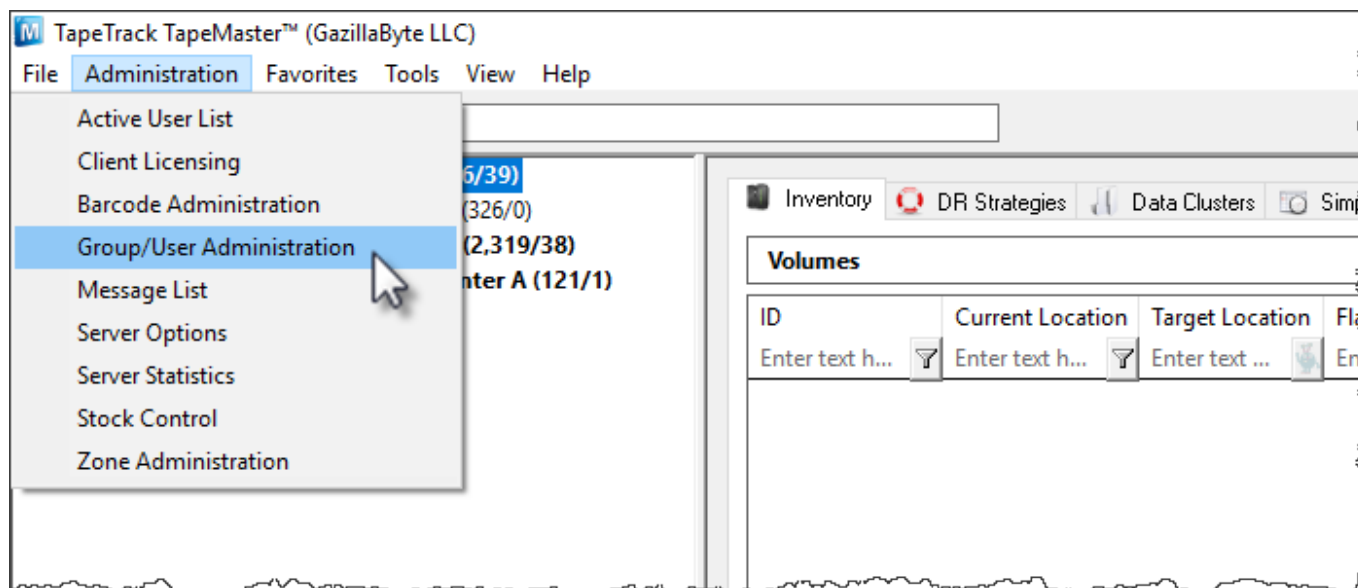 TapeTrack TapeMaster™ (GazillaByte LLC)
File Administration Favorites Tools View Help
Active User List
Client Licensing
Barcode Administration
Group/User Administration
Message List
Server Options
Server Statistics
Stock Control
Zone Administration
6/39)
(326/0)
(2,319/38)
nter A (121/1)
Inventory DR Strategies Data Clusters Simp
Volumes
ID Current Location Target Location Fla
Enter text h... Enter text h... Enter text ... En